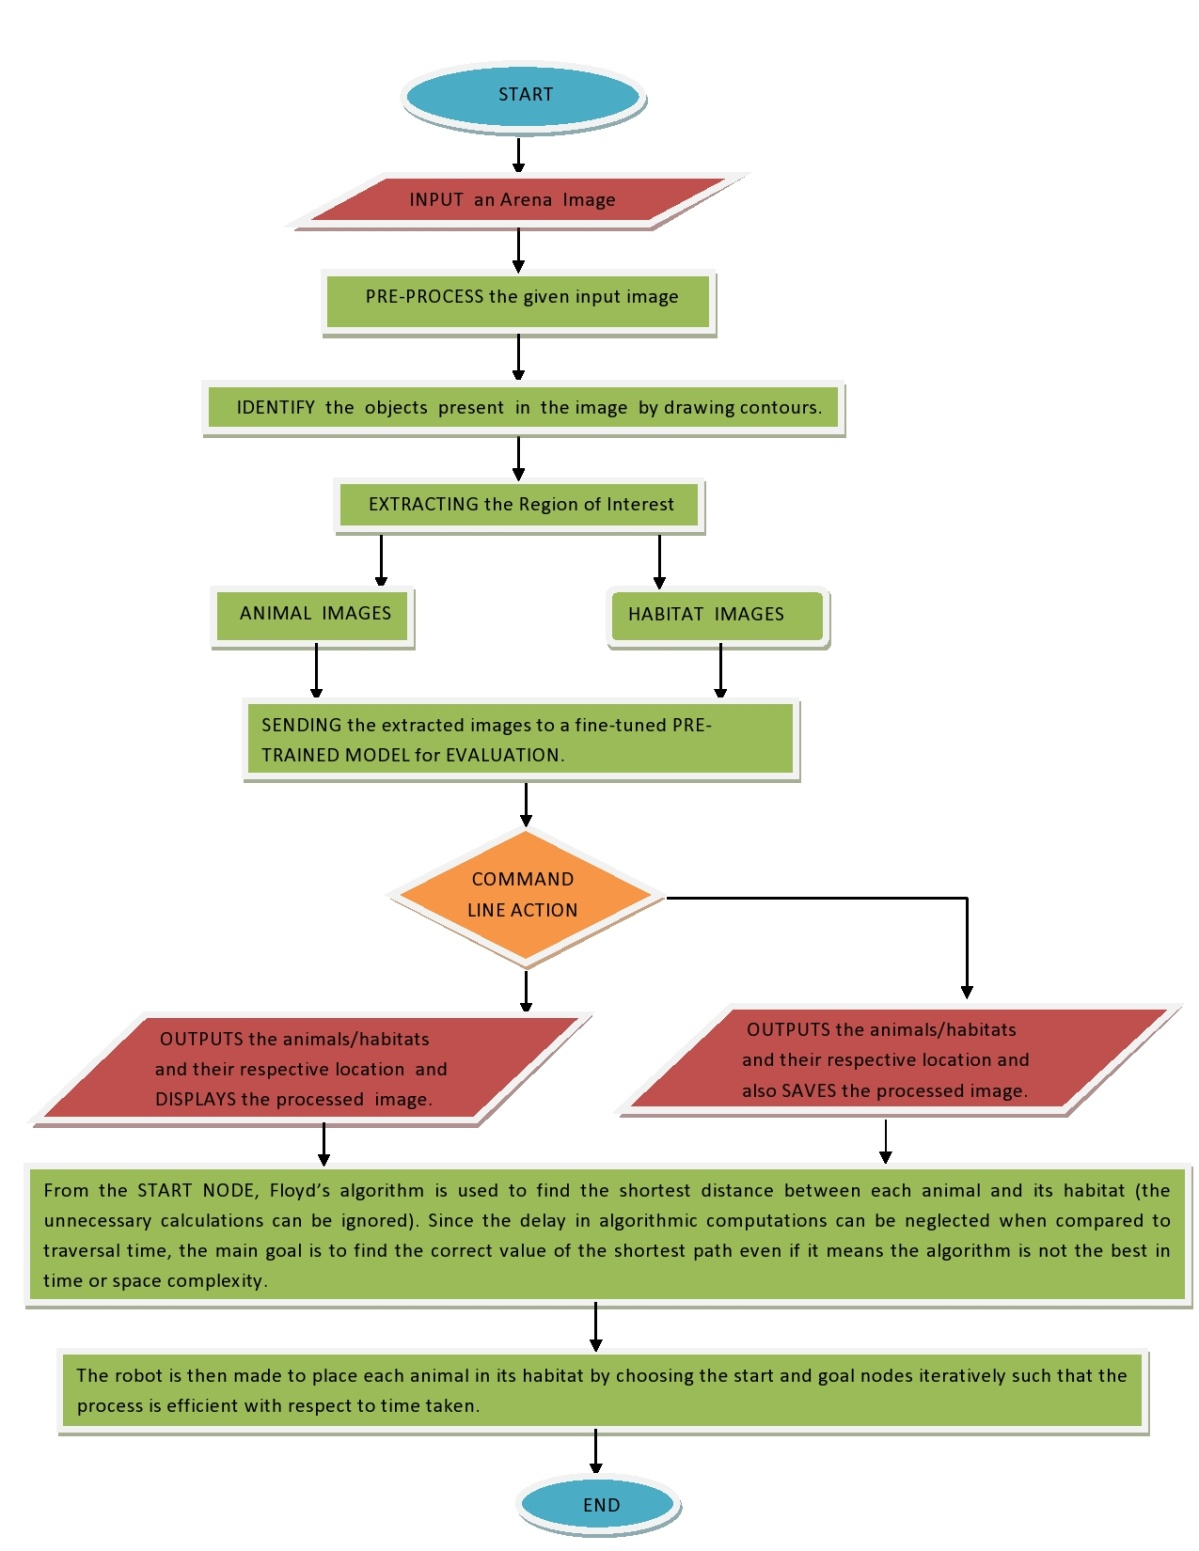 START
INPUT an Arena Image
PRE-PROCESS the given input image
IDENTIFY the objects present in the image by drawing contours.
EXTRACTING the Region of Interest
ANIMAL IMAGES
HABITAT IMAGES
SENDING the extracted images to a fine-tuned PRE-
TRAINED MODEL for EVALUATION.
COMMAND
LINE ACTION
OUTPUTS the animals/habitats
and their respective location and
DISPLAYS the processed image.
OUTPUTS the animals/habitats
and their respective location and
also SAVES the processed image.
From the START NODE, Floyd’s algorithm is used to find the shortest distance between each animal and its habitat (the
unnecessary calculations can be ignored). Since the delay in algorithmic computations can be neglected when compared to
traversal time, the main goal is to find the correct value of the shortest path even if it means the algorithm is not the best in
time or space complexity.
The robot is then made to place each animal in its habitat by choosing the start and goal nodes iteratively such that the
process is efficient with respect to time taken.
END